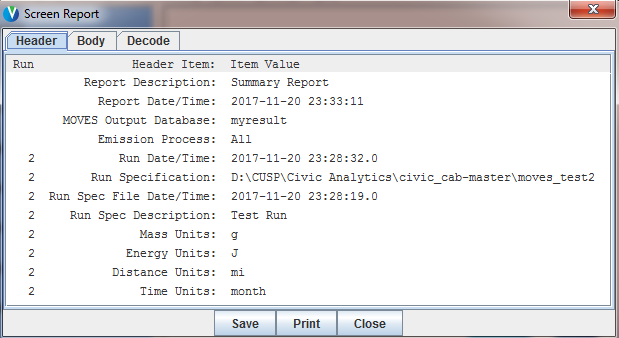 Screen Report
Header Body Decode
Run Header Item: Item Value
Report Description: Summary Report
Report Date/Time: 2017-11-20 23:33:11
MOVES Output Database: myresult
Emission Process: All
2 Run Date/Time: 2017-11-20 23:28:32.0
2 Run Specification: D:\CUSP\Civic Analytics\civic_cab-master\moves_test2
2 Run Spec File Date/Time: 2017-11-20 23:28:19.0
2 Run Spec Description: Test Run
2 Mass Units: g
2 Energy Units: J
2 Distance Units: mi
2 Time Units: month
Save Print Close